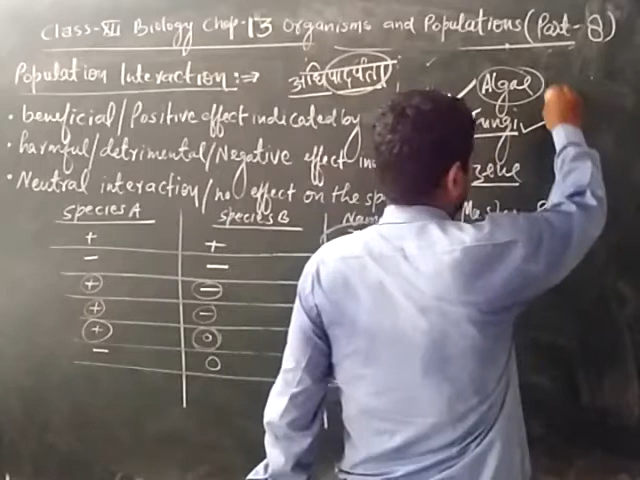 Class-XII Biology Chap-13 Organisms and Populations (Part-8)
Population Interaction :⇒ अधिपादपता
Algae
• beneficial/Positive effect indicated by
Fungi
• harmful/detrimental/Negative effect
• Neutral interaction/no effect on the
Species A Species B
+ +
− −
+ −
+ −
+ 0
− 0